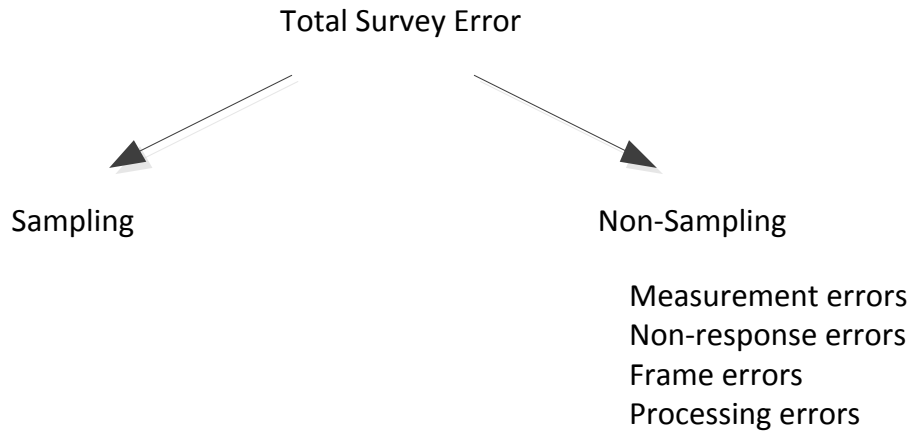 Total Survey Error
Sampling
Non-Sampling
Measurement errors
Non-response errors
Frame errors
Processing errors